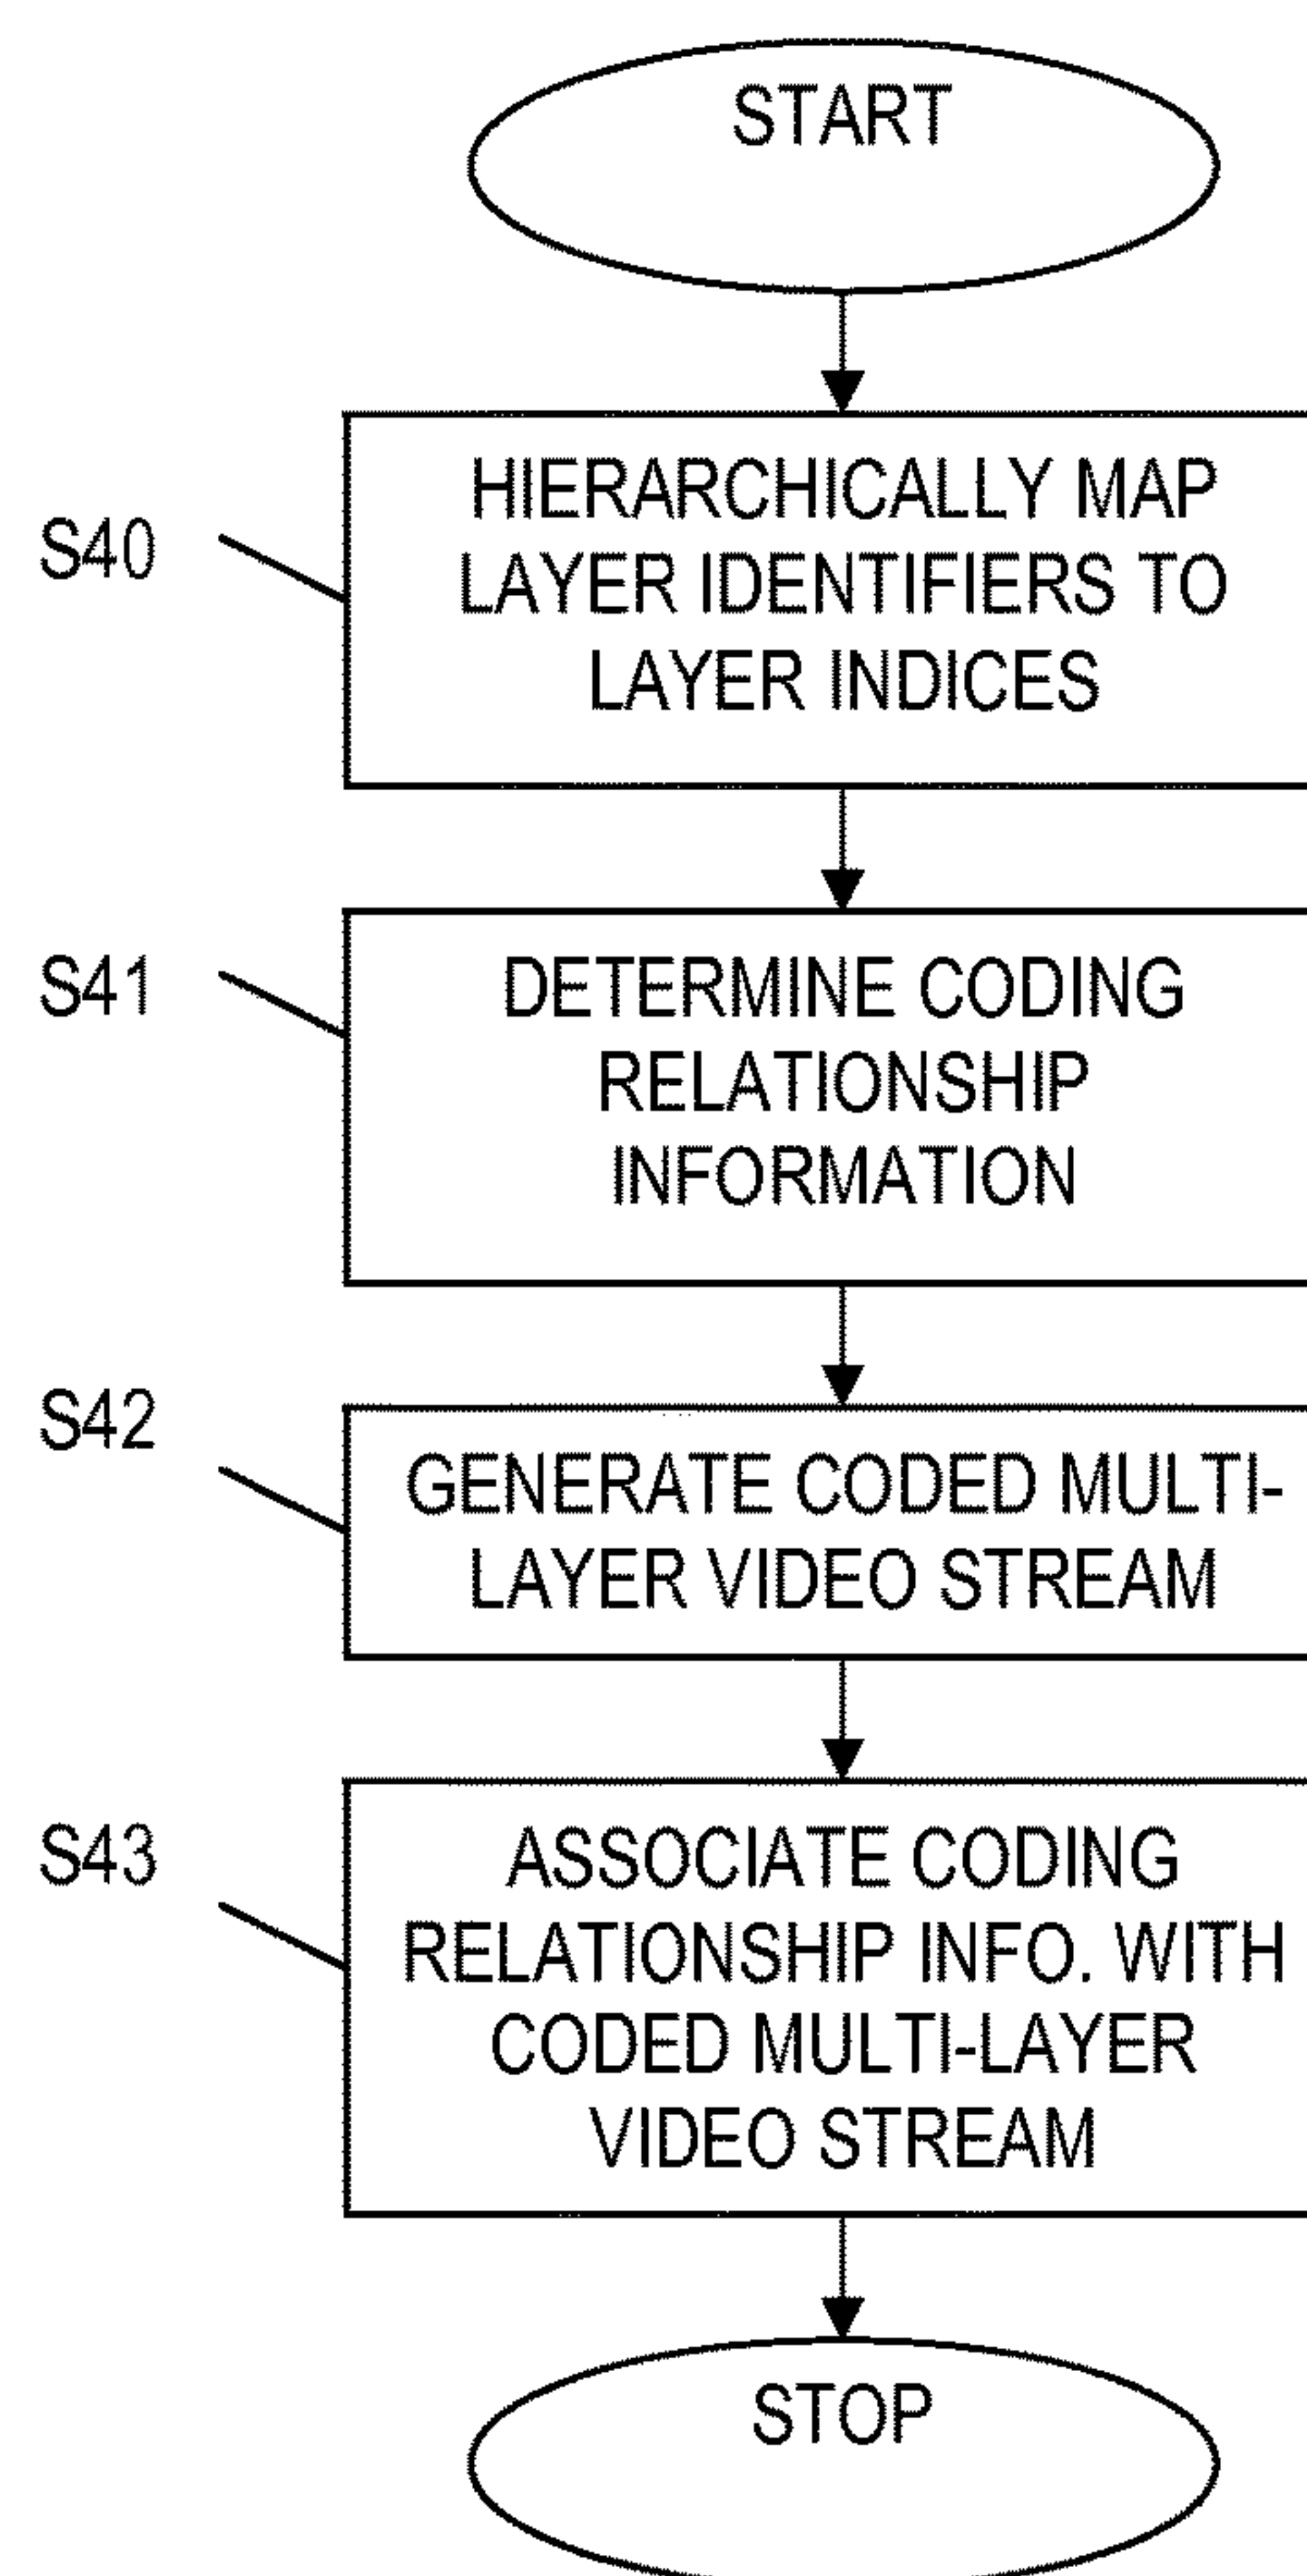 START
S40
HIERARCHICALLY MAP
LAYER IDENTIFIERS TO
LAYER INDICES
S41
DETERMINE CODING
RELATIONSHIP
INFORMATION
S42
GENERATE CODED MULTI-
LAYER VIDEO STREAM
S43
ASSOCIATE CODING
RELATIONSHIP INFO. WITH
CODED MULTI-LAYER
VIDEO STREAM
STOP